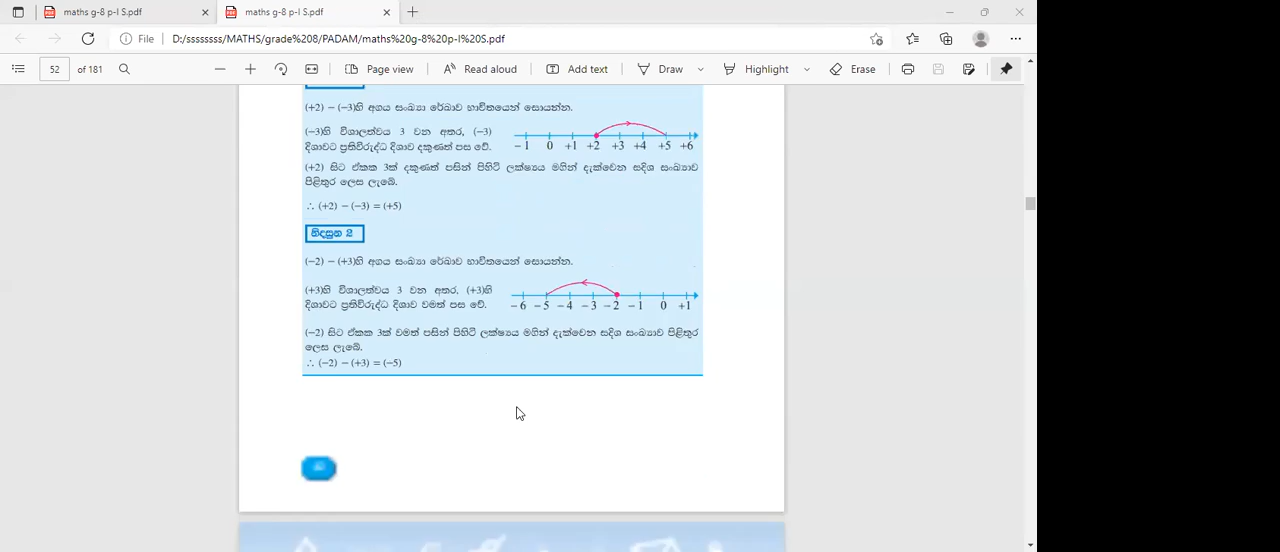 maths g-8 p-I S.pdf
maths g-8 p-I S.pdf
File D:/ssssssss/MATHS/grade%208/PADAM/maths%20g-8%20p-I%20S.pdf
52 of 181 Page view Read aloud Add text Draw Highlight Erase
(+2) − (−3)හි අගය සංඛ්‍යා රේඛාව භාවිතයෙන් සොයන්න.
(−3)හි විශාලත්වය 3 වන අතර, (−3)
දිශාවට ප්‍රතිවිරුද්ධ දිශාව දකුණත් පස වේ.
− 1 0 +1 +2 +3 +4 +5 +6
(+2) සිට ඒකක 3ක් දකුණත් පසින් පිහිටි ලක්ෂ්‍යය මගින් දැක්වෙන සදිශ සංඛ්‍යාව
පිළිතුර ලෙස ලැබේ.
∴ (+2) − (−3) = (+5)
නිදසුන 2
(−2) − (+3)හි අගය සංඛ්‍යා රේඛාව භාවිතයෙන් සොයන්න.
(+3)හි විශාලත්වය 3 වන අතර, (+3)හි
දිශාවට ප්‍රතිවිරුද්ධ දිශාව වමත් පස වේ.
− 6 − 5 − 4 − 3 − 2 − 1 0 +1
(−2) සිට ඒකක 3ක් වමත් පසින් පිහිටි ලක්ෂ්‍යය මගින් දැක්වෙන සදිශ සංඛ්‍යාව පිළිතුර
ලෙස ලැබේ.
∴ (−2) − (+3) = (−5)